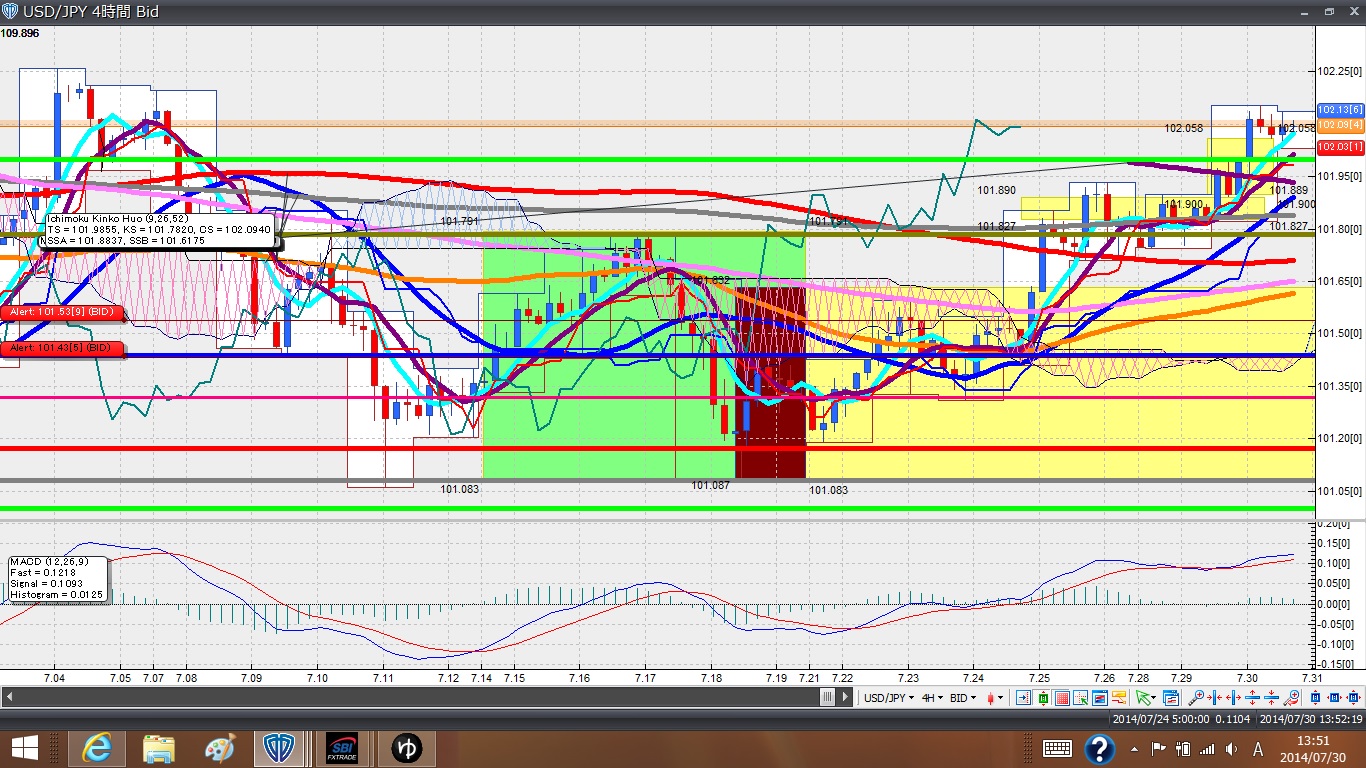 USD/JPY 4時間 Bid
109.896
102.25[0]
102.13[6]
102.09[4]
102.058
102.058
102.03[1]
101.95[0]
101.890
101.889
101.900
101.900
101.827
101.827
101.80[0]
101.791
101.791
Ichimoku Kinko Huo (9,26,52)
TS = 101.9855, KS = 101.7820, CS = 102.0940
NSSA = 101.8837, SSB = 101.6175
101.65[0]
Alert: 101.53[9] (BID)
101.50[0]
Alert: 101.43[5] (BID)
101.35[0]
101.20[0]
101.083
101.087
101.083
101.05[0]
0.20[0]
0.15[0]
0.10[0]
0.05[0]
0.00[0]
-0.05[0]
-0.10[0]
-0.15[0]
MACD (12,26,9)
Fast = 0.1218
Signal = 0.1093
Histogram = 0.0125
7.04 7.05 7.07 7.08 7.09 7.10 7.11 7.12 7.14 7.15 7.16 7.17 7.18 7.19 7.21 7.22 7.23 7.24 7.25 7.26 7.28 7.29 7.30 7.31
USD/JPY 4H BID
2014/07/24 5:00:00 0.1104 2014/07/30 13:52:19
SBI
FXTRADE
ゆ
A
13:51
2014/07/30